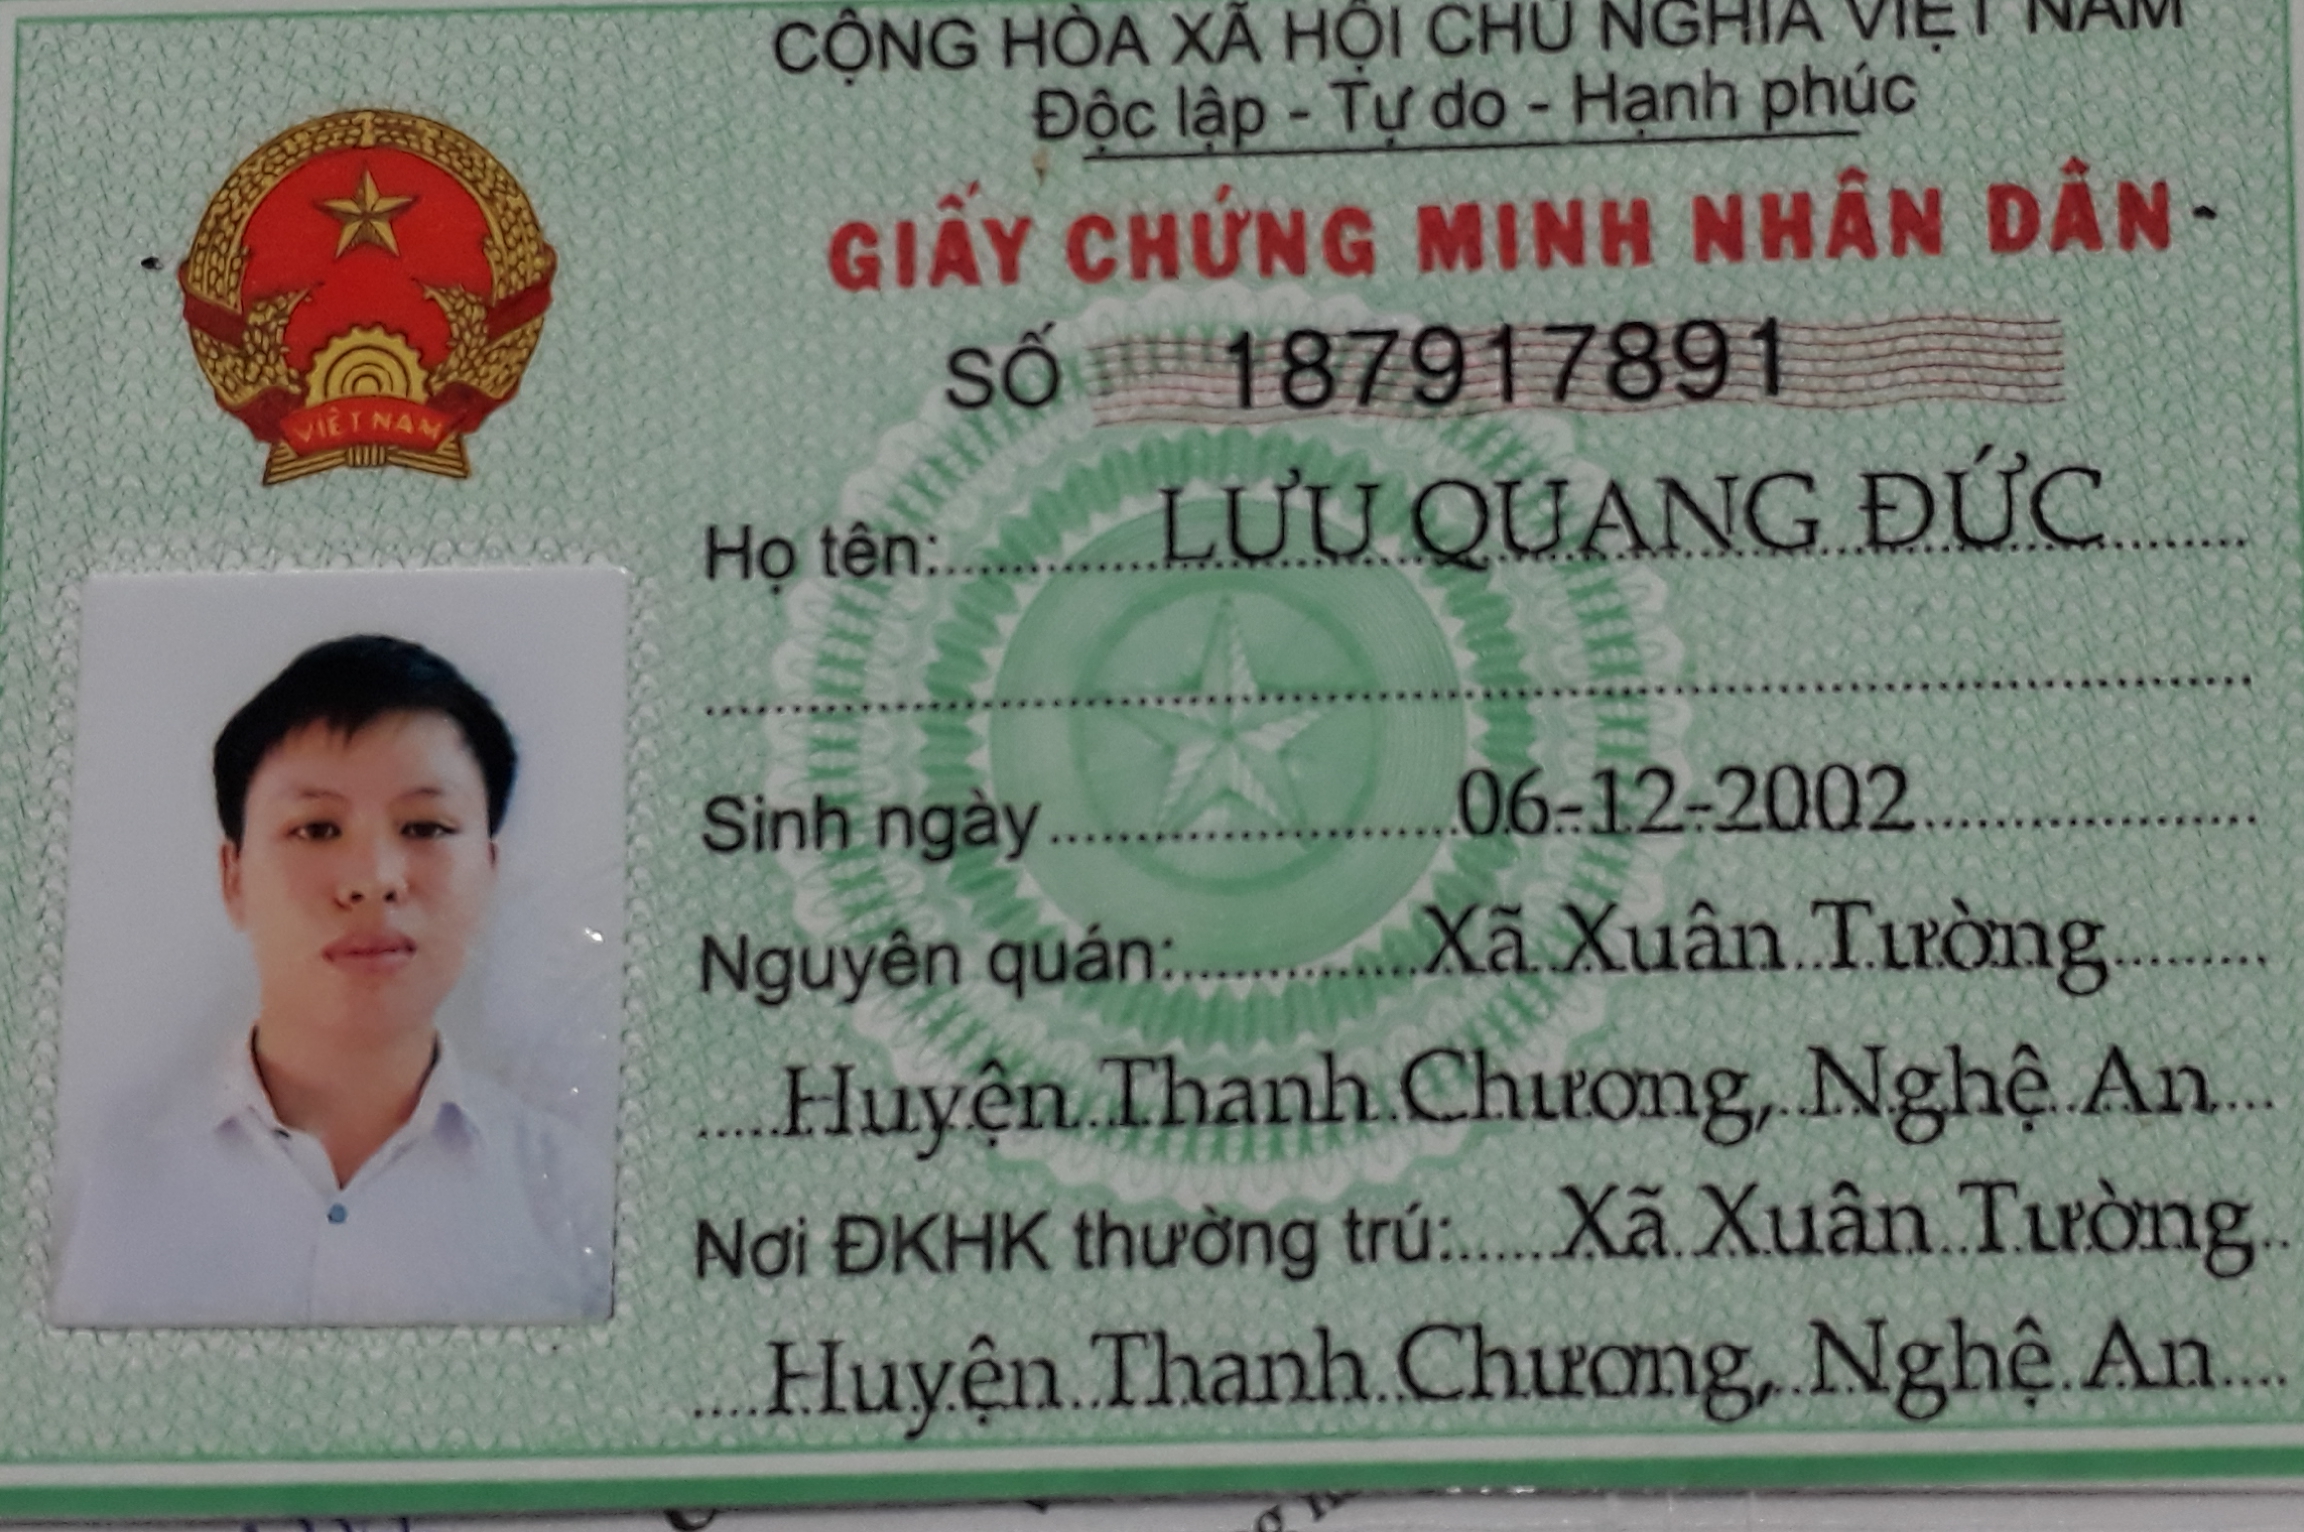 CỘNG HÒA XÃ HỘI CHỦ NGHĨA VIỆT NAM
Độc lập - Tự do - Hạnh phúc
GIẤY CHỨNG MINH NHÂN DÂN
SỐ 187917891
VIỆT NAM
Họ tên: LƯU QUANG ĐỨC
Sinh ngày 06-12-2002
Nguyên quán: Xã Xuân Tường
Huyện Thanh Chương, Nghệ An
Nơi ĐKHK thường trú: Xã Xuân Tường
Huyện Thanh Chương, Nghệ An